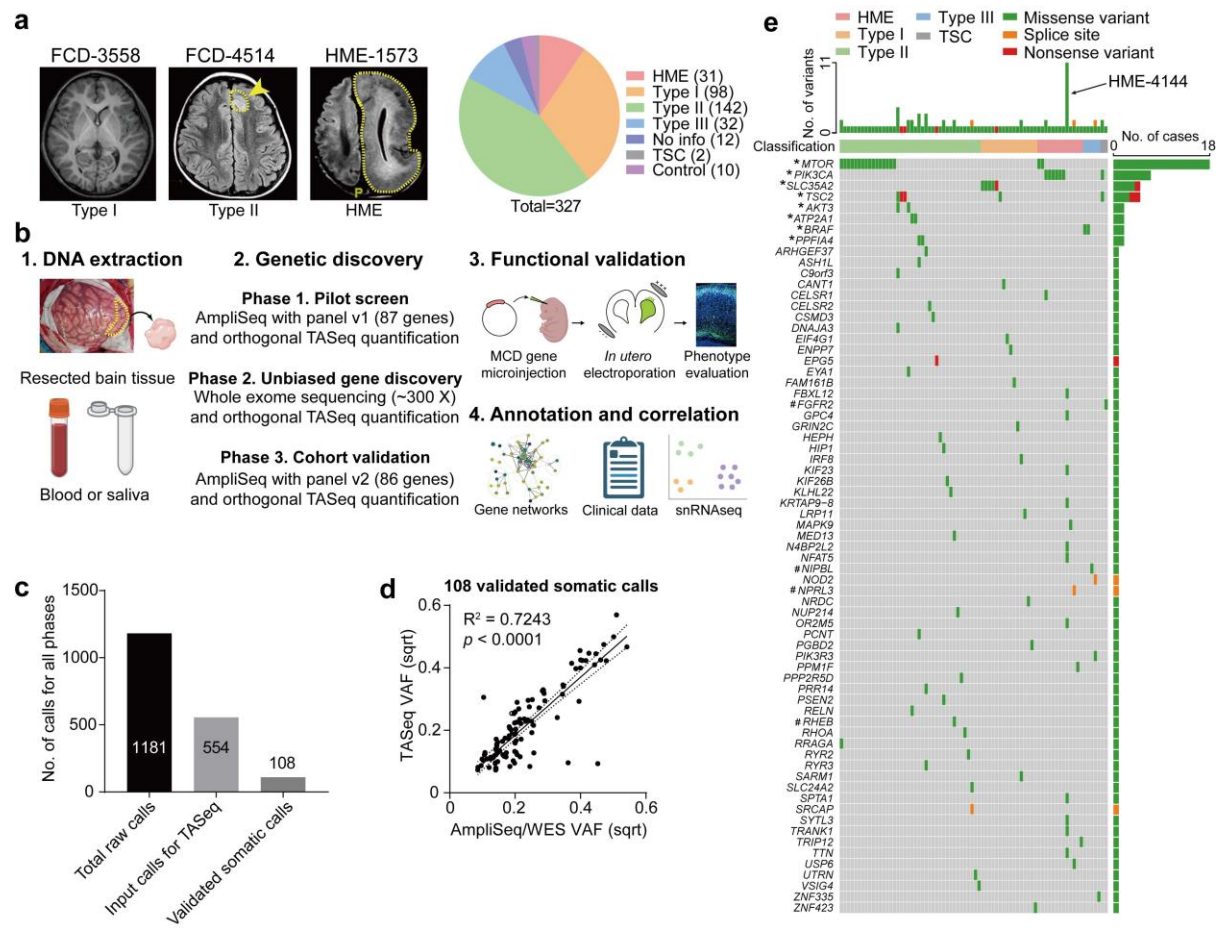 a
FCD-3558
FCD-4514
HME-1573
P
Type I
Type II
HME
HME (31)
Type I (98)
Type II (142)
Type III (32)
No info (12)
TSC (2)
Control (10)
Total=327
b
1. DNA extraction
Resected bain tissue
Blood or saliva
2. Genetic discovery
Phase 1. Pilot screen
AmpliSeq with panel v1 (87 genes)
and orthogonal TASeq quantification
Phase 2. Unbiased gene discovery
Whole exome sequencing (~300 X)
and orthogonal TASeq quantification
Phase 3. Cohort validation
AmpliSeq with panel v2 (86 genes)
and orthogonal TASeq quantification
3. Functional validation
MCD gene
microinjection
In utero
electroporation
Phenotype
evaluation
4. Annotation and correlation
Gene networks
Clinical data
snRNAseq
c
No. of calls for all phases
1500
1000
500
0
1181
554
108
Total raw calls
Input calls for TASeq
Validated somatic calls
d
108 validated somatic calls
R² = 0.7243
p < 0.0001
TASeq VAF (sqrt)
0.6
0.4
0.2
0
0
0.2
0.4
0.6
AmpliSeq/WES VAF (sqrt)
e
HME
Type I
Type II
Type III
TSC
Missense variant
Splice site
Nonsense variant
No. of variants
11
0
HME-4144
No. of cases
0
18
Classification
*MTOR
*PIK3CA
*SLC35A2
*TSC2
*AKT3
*ATP2A1
*BRAF
*PPFIA4
ARHGEF37
ASH1L
C9orf3
CANT1
CELSR1
CELSR2
CSMD3
DNAJA3
EIF4G1
ENPP7
EPG5
EYA1
FAM161B
FBXL12
#FGFR2
GPC4
GRIN2C
HEPH
HIP1
IRF8
KIF23
KIF26B
KLHL22
KRTAP9-8
LRP11
MAPK9
MED13
N4BP2L2
NFAT5
#NIPBL
NOD2
#NPRL3
NRDC
NUP214
OR2M5
PCNT
PGBD2
PIK3R3
PPM1F
PPP2R5D
PRR14
PSEN2
RELN
#RHEB
RHOA
RRAGA
RYR2
RYR3
SARM1
SLC24A2
SPTA1
SRCAP
SYTL3
TRANK1
TRIP12
TTN
USP6
UTRN
VSIG4
ZNF335
ZNF423